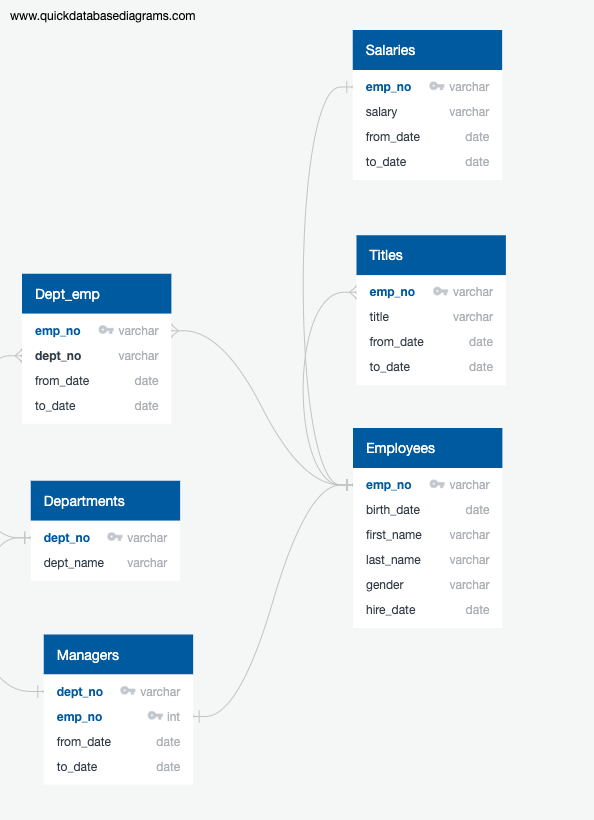 www.quickdatabasediagrams.com
Salaries
emp_no varchar
salary varchar
from_date date
to_date date
Titles
emp_no varchar
title varchar
from_date date
to_date date
Dept_emp
emp_no varchar
dept_no varchar
from_date date
to_date date
Employees
emp_no varchar
birth_date date
first_name varchar
last_name varchar
gender varchar
hire_date date
Departments
dept_no varchar
dept_name varchar
Managers
dept_no varchar
emp_no int
from_date date
to_date date